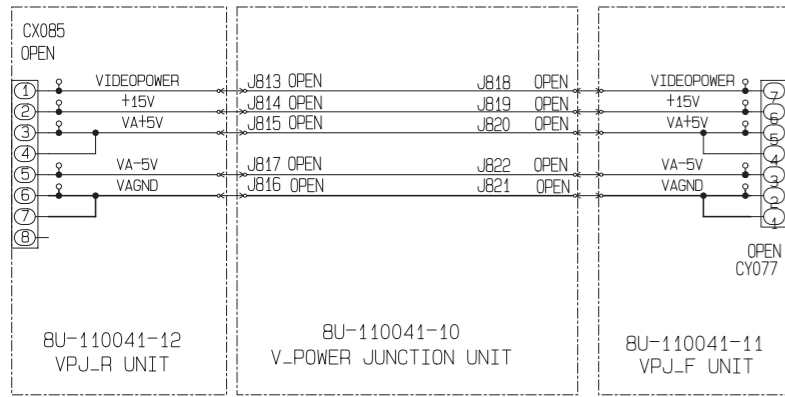 CX085
OPEN
1 VIDEOPOWER J813 OPEN J818 OPEN VIDEOPOWER 7
2 +15V J814 OPEN J819 OPEN +15V 6
3 VA+5V J815 OPEN J820 OPEN VA+5V 5
4 4
5 VA-5V J817 OPEN J822 OPEN VA-5V 3
6 VAGND J816 OPEN J821 OPEN VAGND 2
7 1
8
OPEN
CY077
8U-110041-12
VPJ_R UNIT
8U-110041-10
V_POWER JUNCTION UNIT
8U-110041-11
VPJ_F UNIT